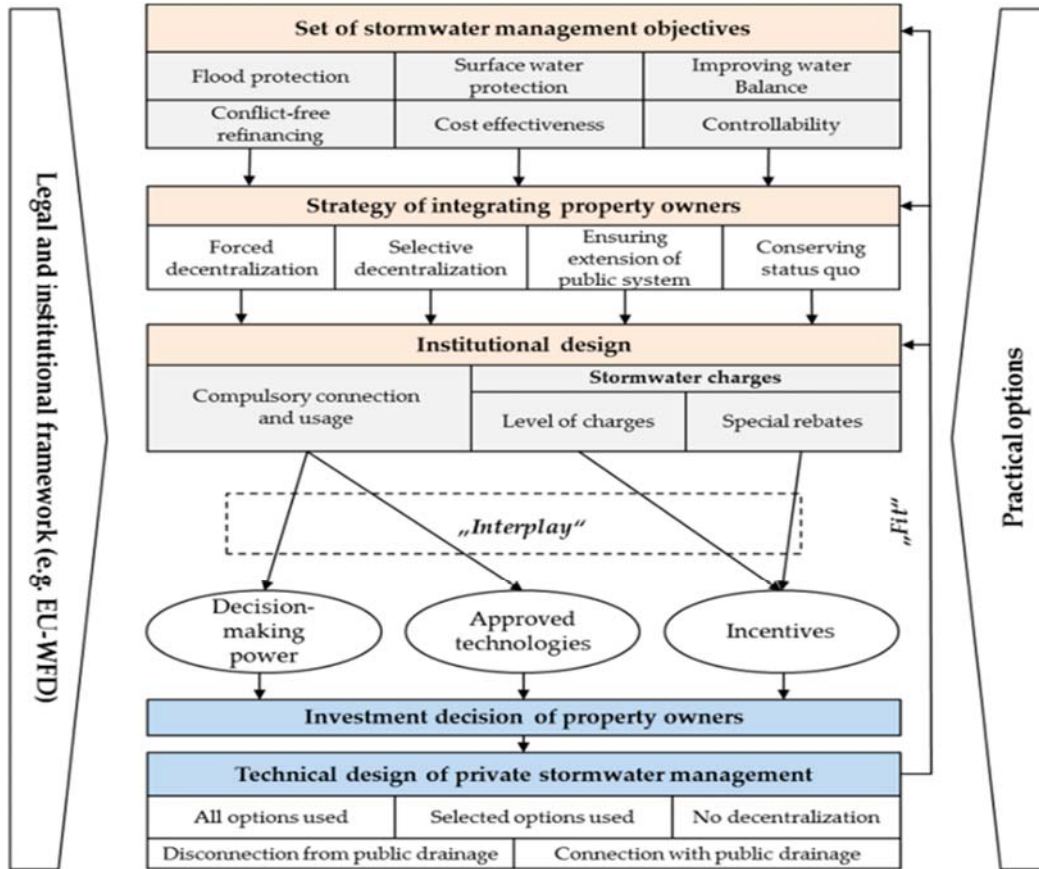 Legal and institutional framework (e.g. EU-WFD)
Set of stormwater management objectives
Flood protection
Surface water
protection
Improving water
Balance
Conflict-free
refinancing
Cost effectiveness
Controllability
Strategy of integrating property owners
Forced
decentralization
Selective
decentralization
Ensuring
extension of
public system
Conserving
status quo
Institutional design
Compulsory connection
and usage
Stormwater charges
Level of charges
Special rebates
„Interplay“
„Fit“
Decision-
making
power
Approved
technologies
Incentives
Investment decision of property owners
Technical design of private stormwater management
All options used
Selected options used
No decentralization
Disconnection from public drainage
Connection with public drainage
Practical options